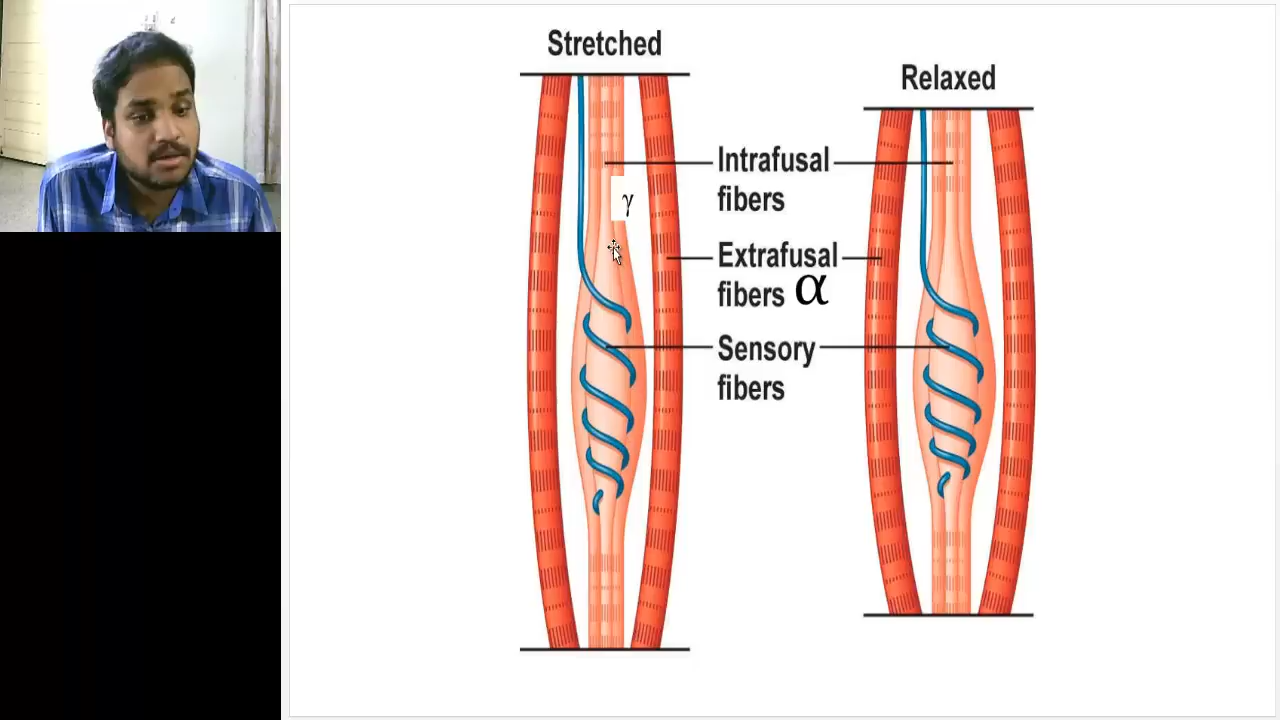 Stretched
Relaxed
Intrafusal
fibers
γ
Extrafusal
fibers α
Sensory
fibers